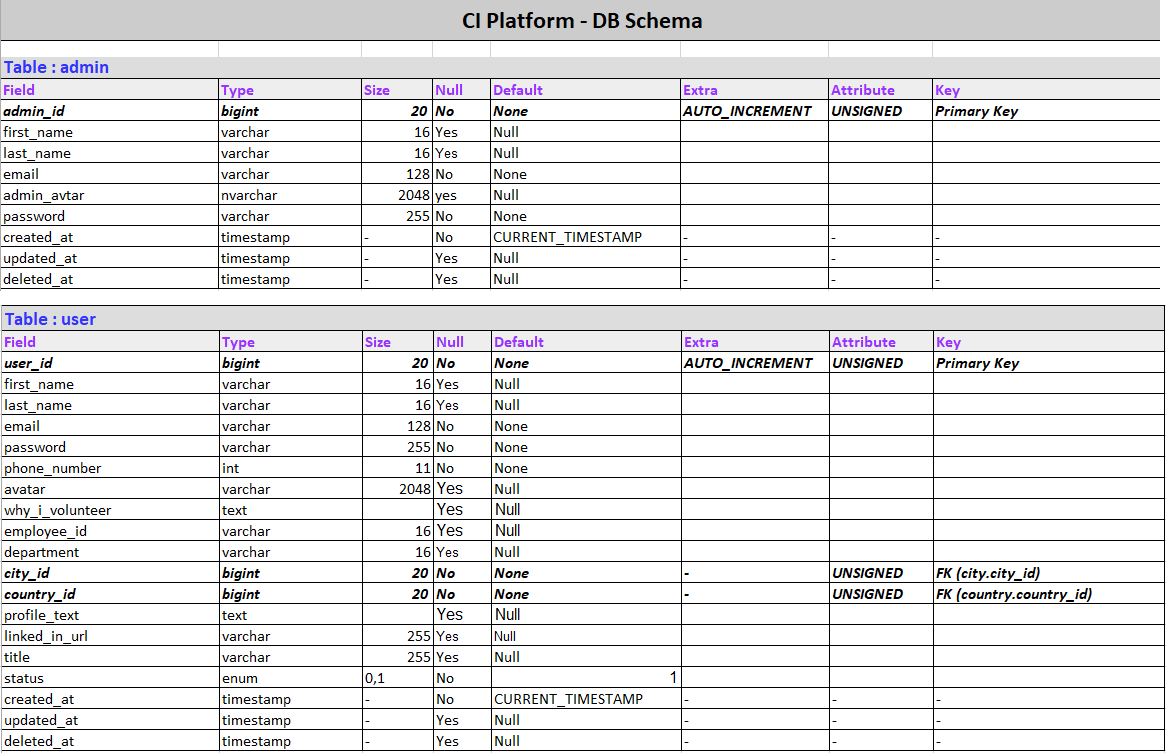 CI Platform - DB Schema
Table : admin
Field Type Size Null Default Extra Attribute Key
admin_id bigint 20 No None AUTO_INCREMENT UNSIGNED Primary Key
first_name varchar 16 Yes Null
last_name varchar 16 Yes Null
email varchar 128 No None
admin_avtar nvarchar 2048 yes Null
password varchar 255 No None
created_at timestamp - No CURRENT_TIMESTAMP - - -
updated_at timestamp - Yes Null - - -
deleted_at timestamp - Yes Null - - -
Table : user
Field Type Size Null Default Extra Attribute Key
user_id bigint 20 No None AUTO_INCREMENT UNSIGNED Primary Key
first_name varchar 16 Yes Null
last_name varchar 16 Yes Null
email varchar 128 No None
password varchar 255 No None
phone_number int 11 No None
avatar varchar 2048 Yes Null
why_i_volunteer text Yes Null
employee_id varchar 16 Yes Null
department varchar 16 Yes Null
city_id bigint 20 No None - UNSIGNED FK (city.city_id)
country_id bigint 20 No None - UNSIGNED FK (country.country_id)
profile_text text Yes Null
linked_in_url varchar 255 Yes Null
title varchar 255 Yes Null
status enum 0,1 No 1
created_at timestamp - No CURRENT_TIMESTAMP - - -
updated_at timestamp - Yes Null - - -
deleted_at timestamp - Yes Null - - -